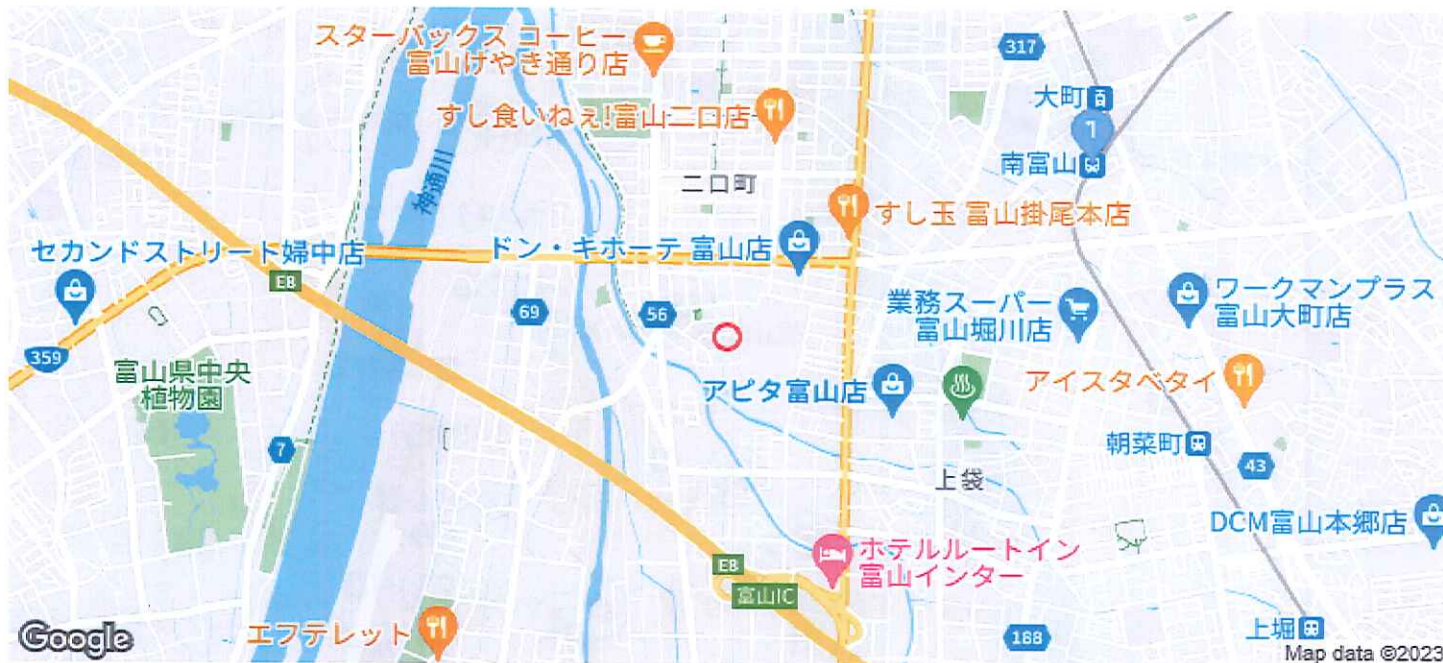 スターバックス コーヒー
富山けやき通り店
317
大町
すし食いねぇ!富山二口店
1
南富山
神通川
二口町
すし玉 富山掛尾本店
セカンドストリート婦中店
ドン・キホーテ 富山店
E8
69
56
業務スーパー
富山堀川店
ワークマンプラス
富山大町店
359
富山県中央
植物園
アピタ富山店
アイスタベタイ
7
朝菜町
43
上袋
DCM富山本郷店
ホテルルートイン
富山インター
E8
富山IC
Google
エフテレット
188
上堀
Map data ©2023